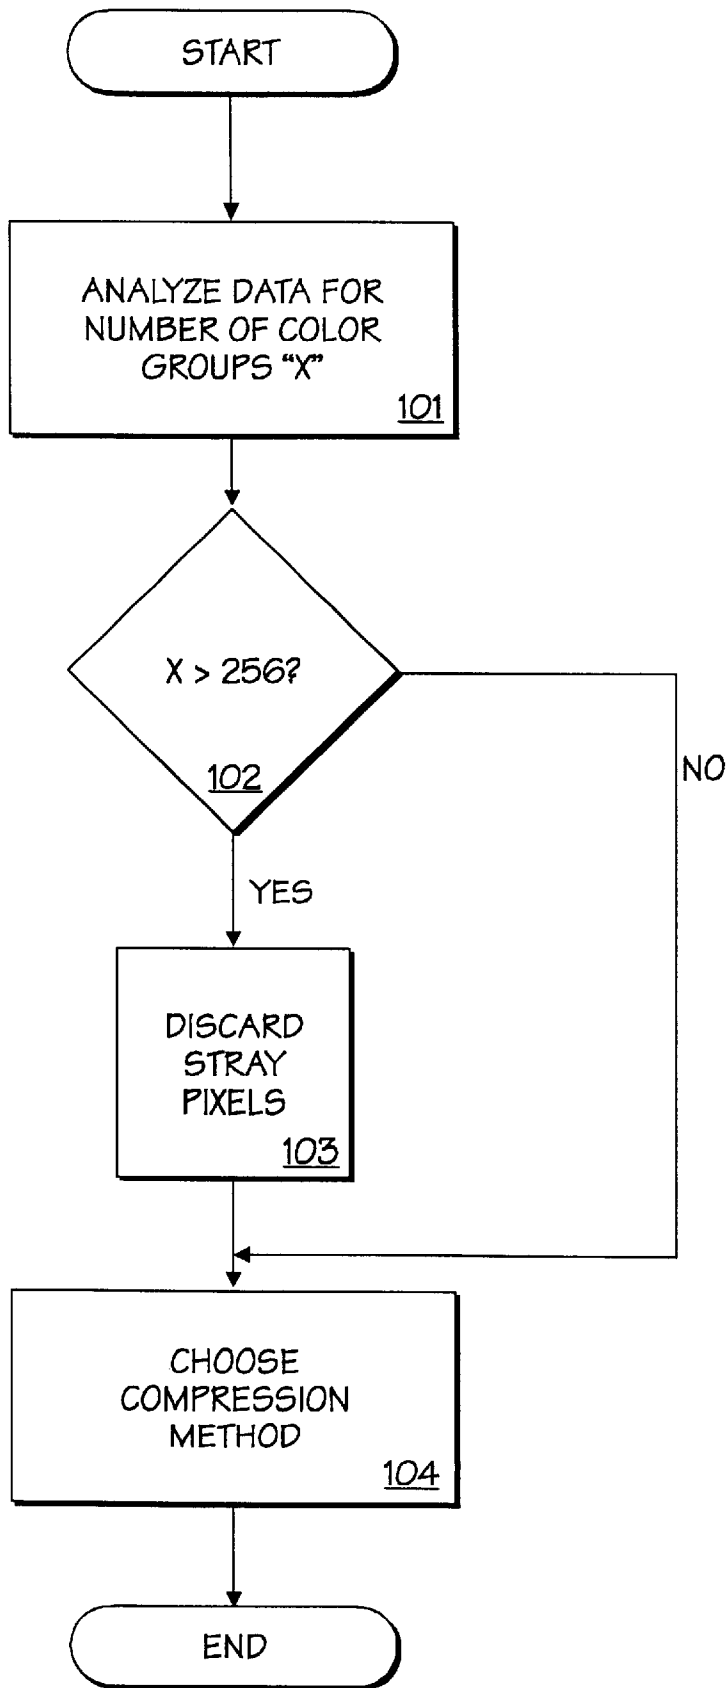 START
ANALYZE DATA FOR
NUMBER OF COLOR
GROUPS "X"
101
X > 256?
102
NO
YES
DISCARD
STRAY
PIXELS
103
CHOOSE
COMPRESSION
METHOD
104
END